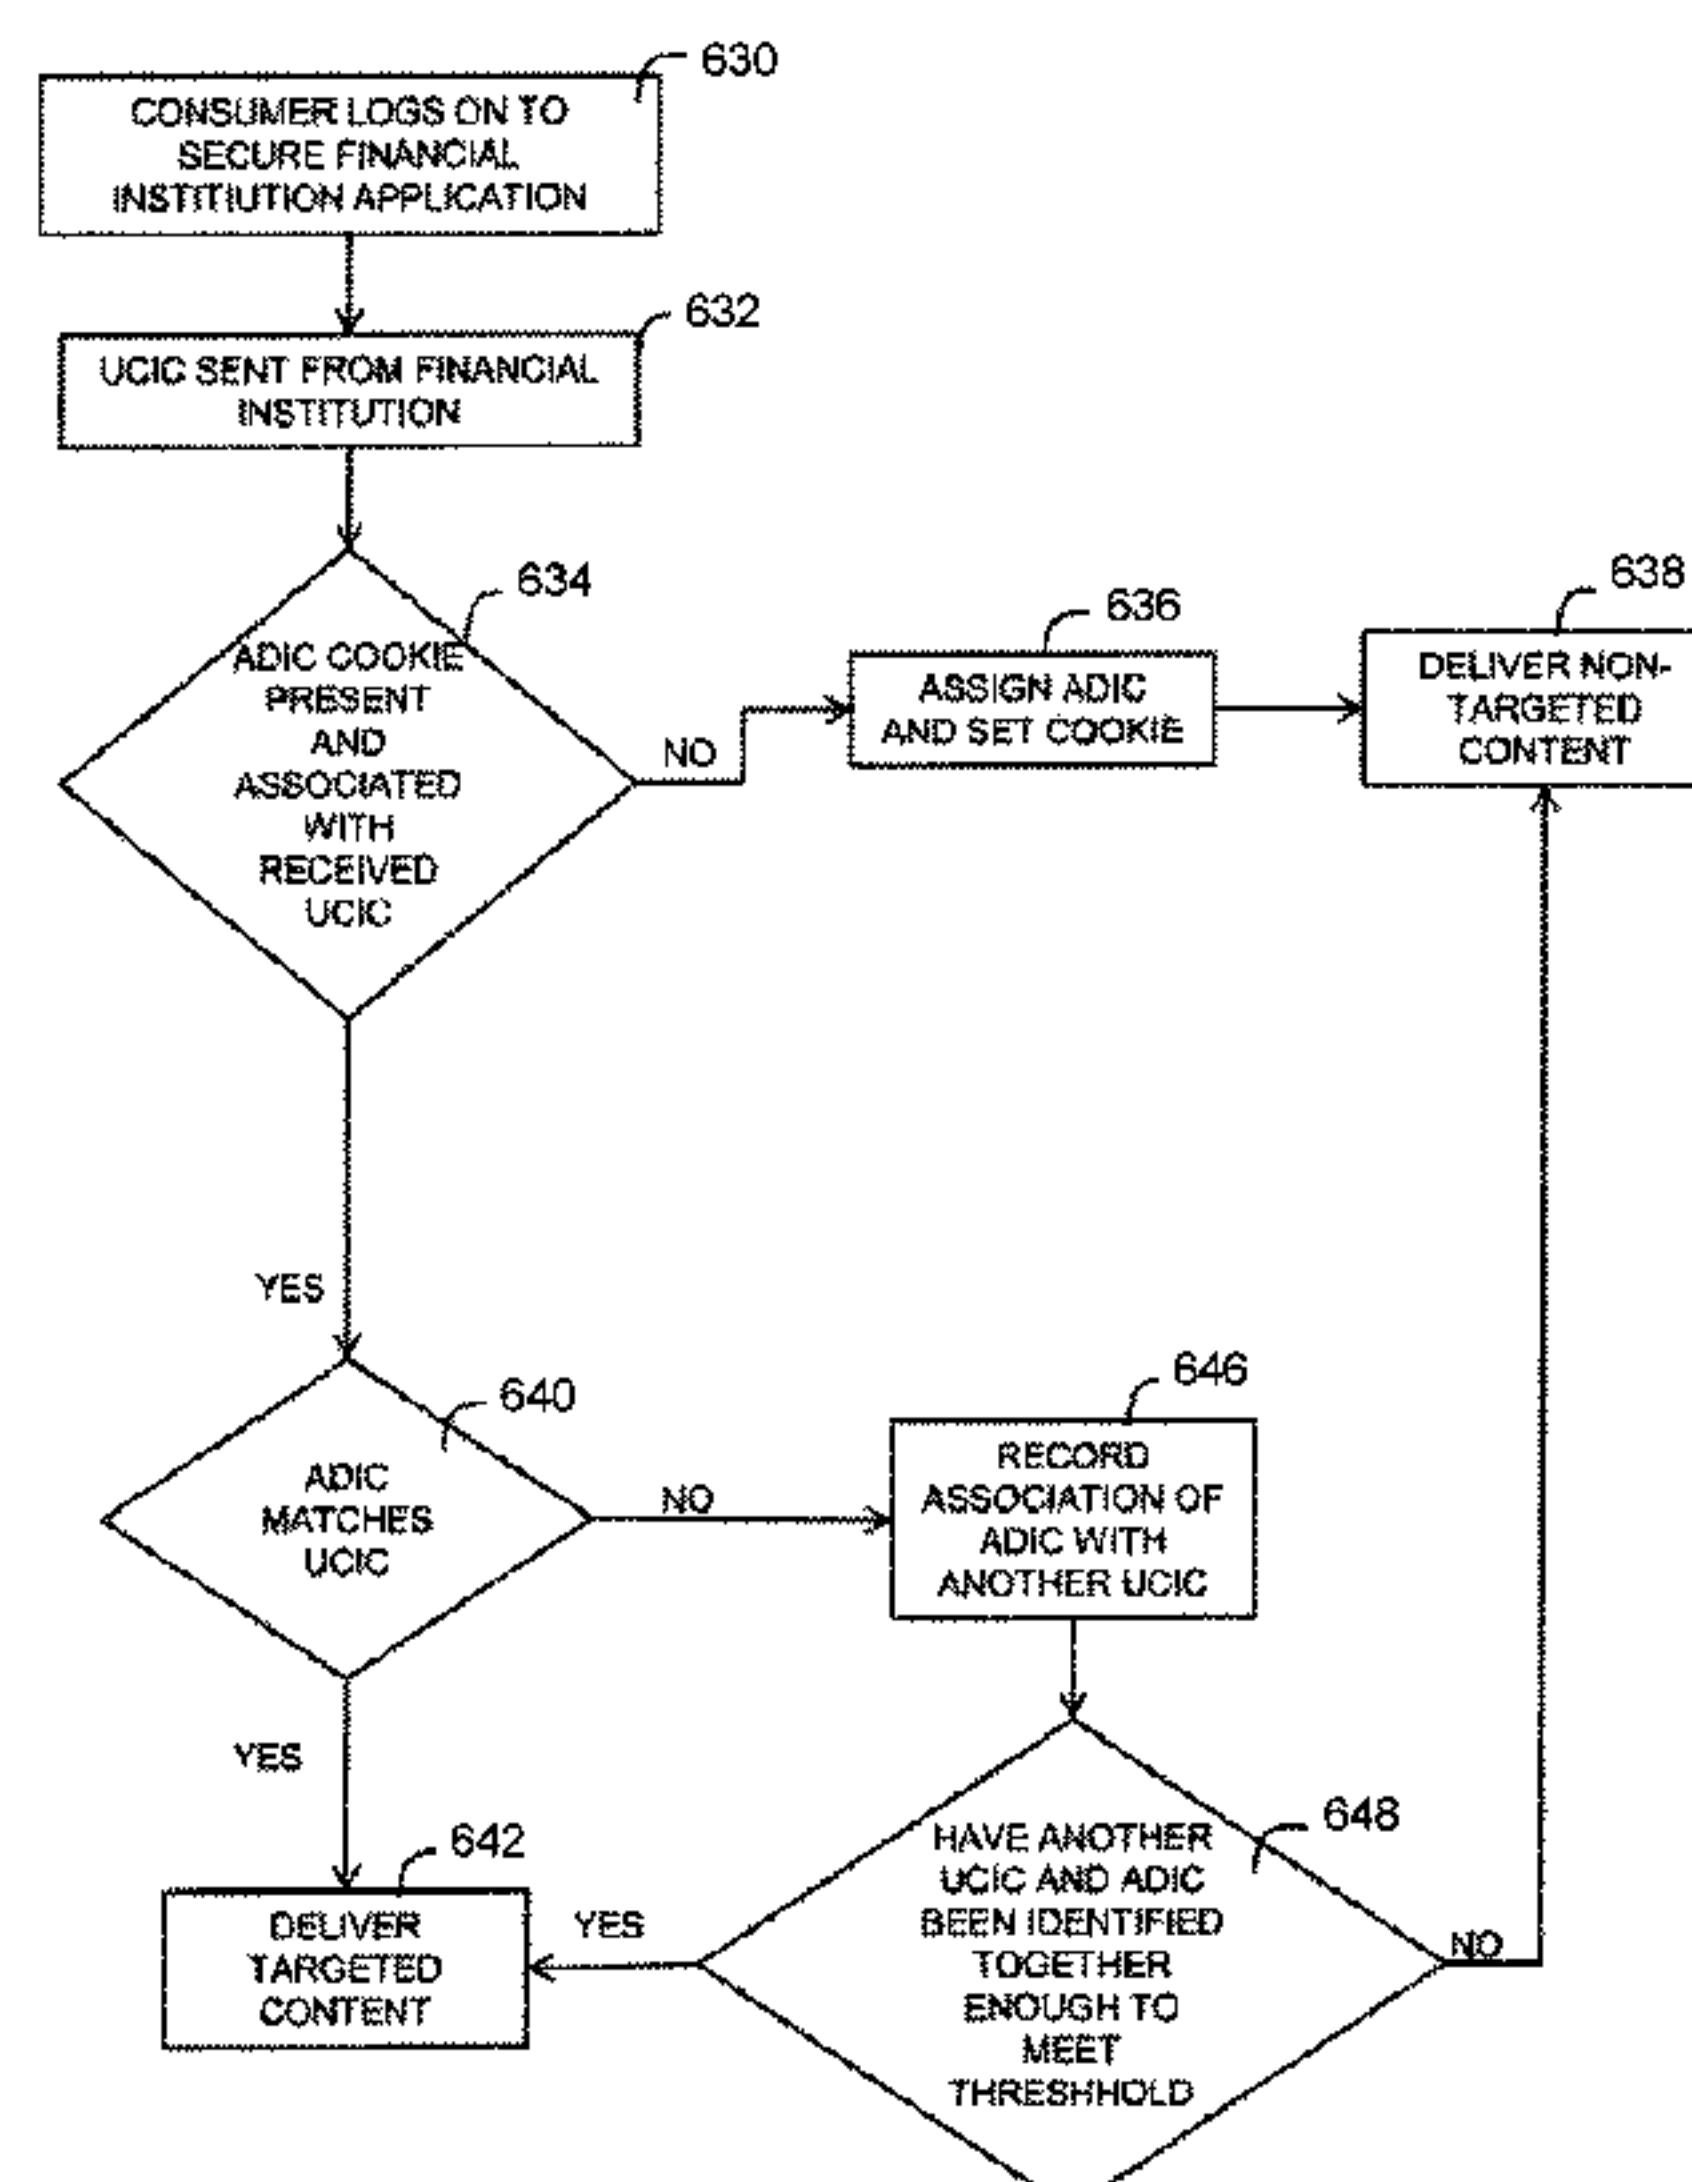 630
CONSUMER LOGS ON TO
SECURE FINANCIAL
INSTITIUTION APPLICATION
632
UCIC SENT FROM FINANCIAL
INSTITUTION
634
ADIC COOKIE
PRESENT
AND
ASSOCIATED
WITH
RECEIVED
UCIC
NO
636
ASSIGN ADIC
AND SET COOKIE
638
DELIVER NON-
TARGETED
CONTENT
YES
640
ADIC
MATCHES
UCIC
NO
646
RECORD
ASSOCIATION OF
ADIC WITH
ANOTHER UCIC
YES
642
DELIVER
TARGETED
CONTENT
YES
648
HAVE ANOTHER
UCIC AND ADIC
BEEN IDENTIFIED
TOGETHER
ENOUGH TO
MEET
THRESHHOLD
NO